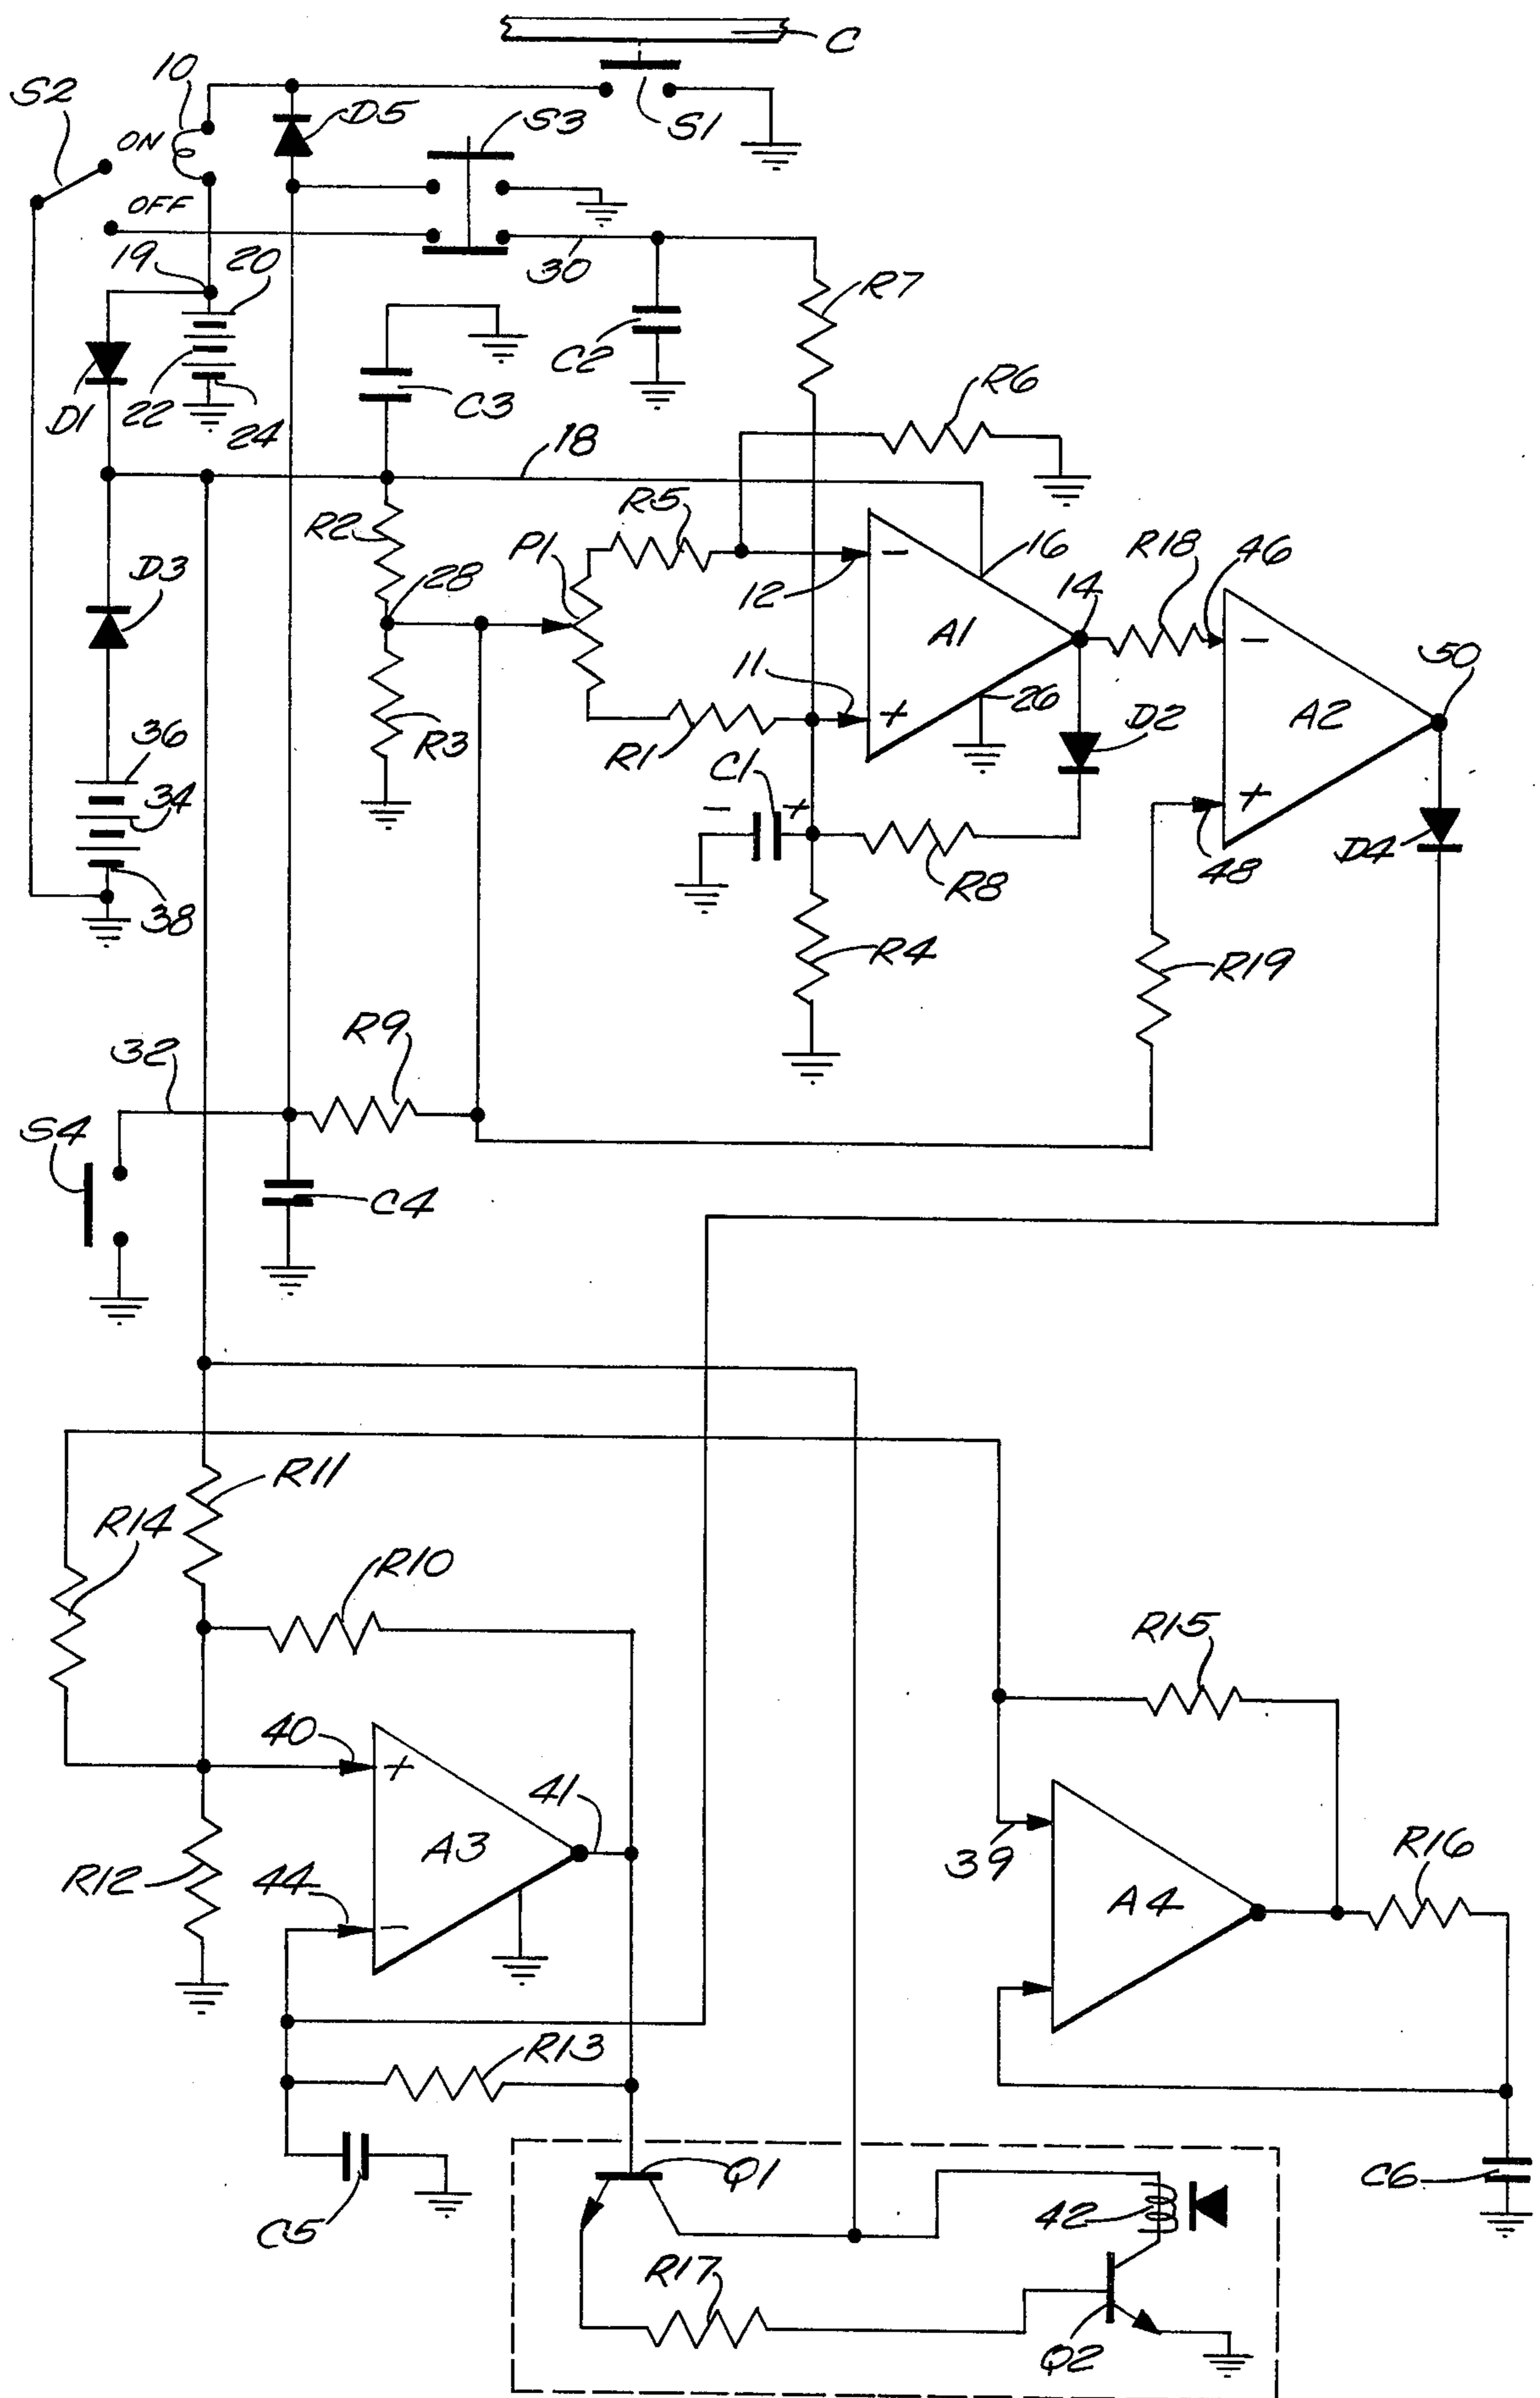 C
10
S2
D5
S3
S1
ON
OFF
19
20
30
R7
C2
R6
D1
22
24
C3
18
R5
R2
P1
16
R18
46
28
12
14
D3
A1
50
11
26
D2
A2
R3
R1
C1
36
34
- +
- +
- +
R8
48
D4
38
R4
R19
R9
32
S4
C4
R11
R14
R10
R15
40
+
41
A3
39
R16
R12
44
-
A4
R13
Q1
C6
C5
42
R17
Q2